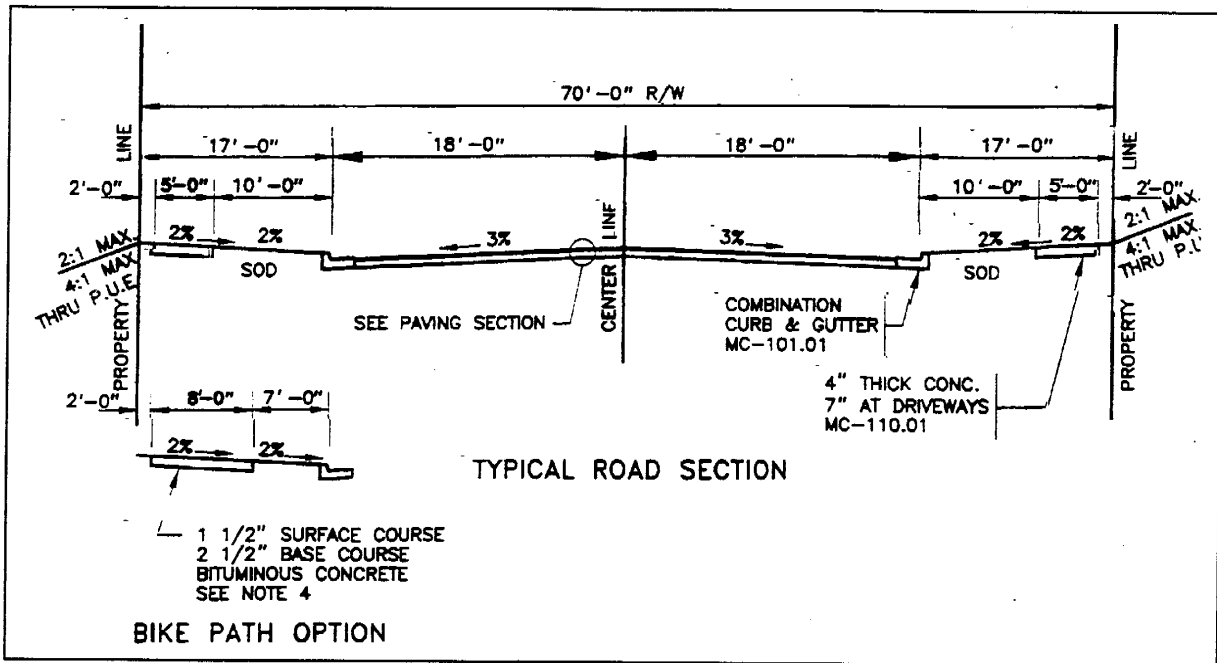 70'-0" R/W
17'-0" 18'-0" 18'-0" 17'-0"
2'-0" 5'-0" 10'-0" 10'-0" 5'-0" 2'-0"
LINE
LINE
2:1 MAX. 2% 2% 3% 3% 2% 2% 2:1 MAX.
4:1 MAX
THRU P.U.E.
4:1 MAX.
THRU P.U
SOD
SOD
CENTER LINE
SEE PAVING SECTION
COMBINATION
CURB & GUTTER
MC-101.01
PROPERTY
PROPERTY
4" THICK CONC.
7" AT DRIVEWAYS
MC-110.01
2'-0" 8'-0" 7'-0"
2% 2%
TYPICAL ROAD SECTION
1 1/2" SURFACE COURSE
2 1/2" BASE COURSE
BITUMINOUS CONCRETE
SEE NOTE 4
BIKE PATH OPTION